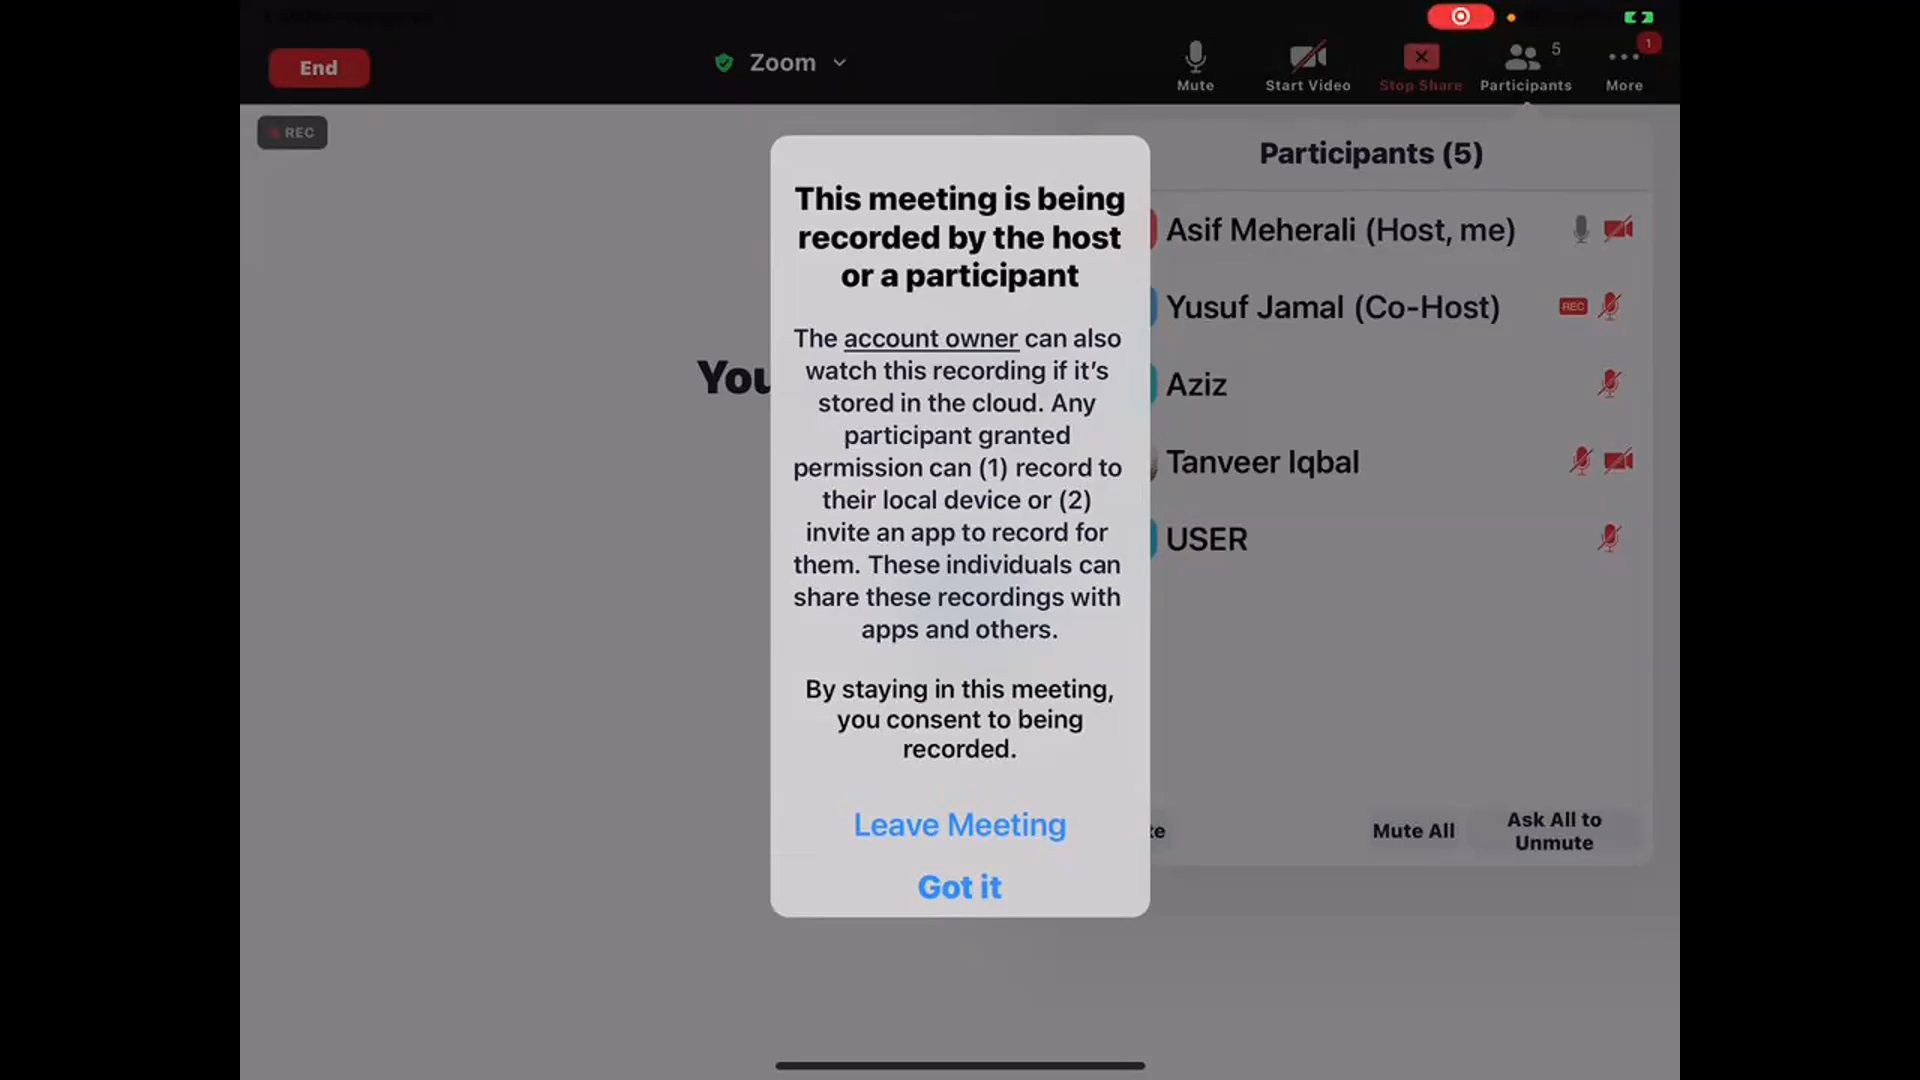 End
Zoom
Mute
Start Video
Stop Share
Participants
5
More
1
REC
Participants (5)
Asif Meherali (Host, me)
Yusuf Jamal (Co-Host)
REC
Aziz
Tanveer Iqbal
USER
Mute All
Ask All to
Unmute
You
This meeting is being
recorded by the host
or a participant
The account owner can also
watch this recording if it's
stored in the cloud. Any
participant granted
permission can (1) record to
their local device or (2)
invite an app to record for
them. These individuals can
share these recordings with
apps and others.
By staying in this meeting,
you consent to being
recorded.
Leave Meeting
Got it